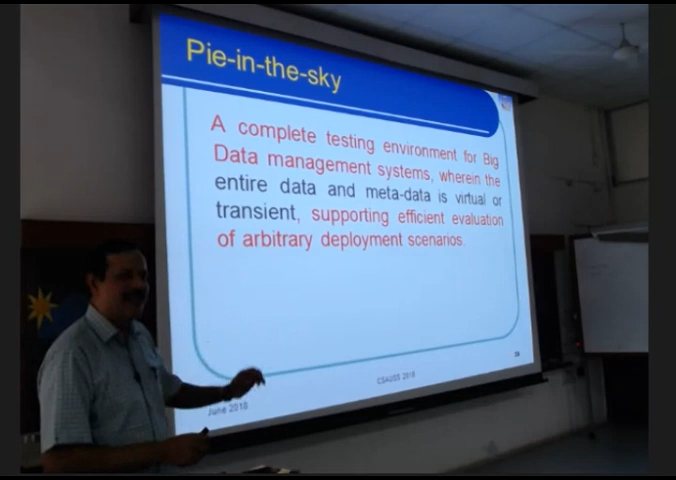 Pie-in-the-sky
A complete testing environment for Big
Data management systems, wherein the
entire data and meta-data is virtual or
transient, supporting efficient evaluation
of arbitrary deployment scenarios.
June 2018
CSAUSS 2018